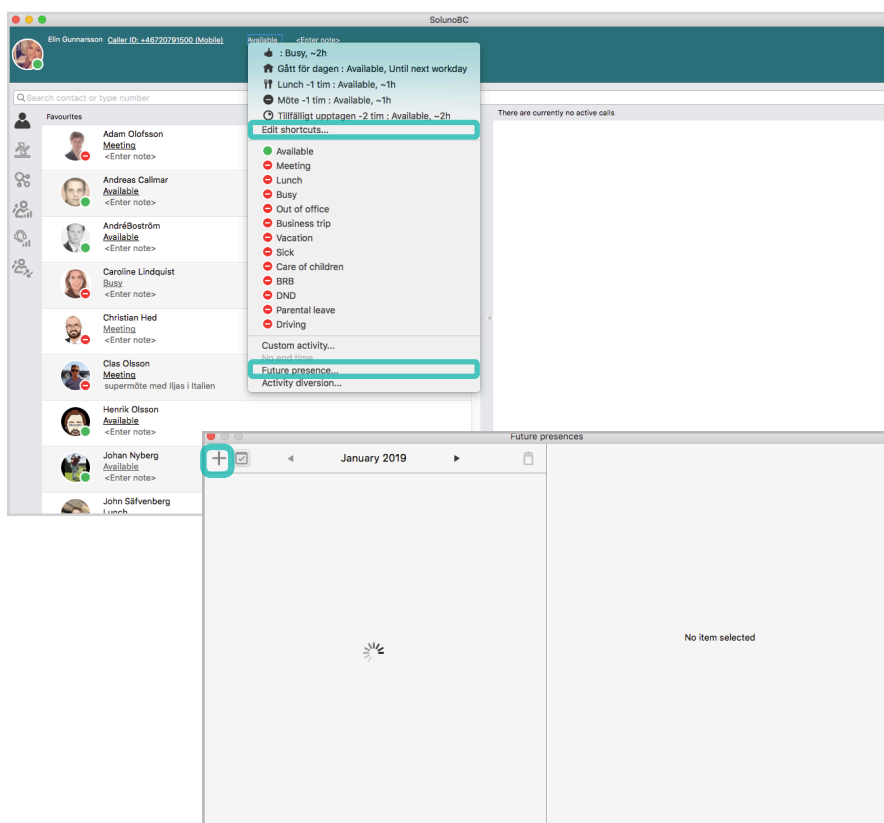 SolunoBC
Elin Gunnarsson Caller ID: +46720791500 (Mobile) Available <Enter note>
: Busy, ~2h
Gått för dagen : Available, Until next workday
Lunch -1 tim : Available, ~1h
Möte -1 tim : Available, ~1h
Tillfälligt upptagen -2 tim : Available, ~2h
Edit shortcuts...
Available
Meeting
Lunch
Busy
Out of office
Business trip
Vacation
Sick
Care of children
BRB
DND
Parental leave
Driving
Custom activity...
No end time
Future presence...
Activity diversion...
Search contact or type number
Favourites
There are currently no active calls
Adam Olofsson
Meeting
<Enter note>
Andreas Callmar
Available
<Enter note>
AndréBoström
Available
<Enter note>
Caroline Lindquist
Busy
<Enter note>
Christian Hed
Meeting
<Enter note>
Clas Olsson
Meeting
supermöte med Iljas i Italien
Henrik Olsson
Available
<Enter note>
Johan Nyberg
Available
<Enter note>
John Säfvenberg
Lunch
Future presences
January 2019
No item selected